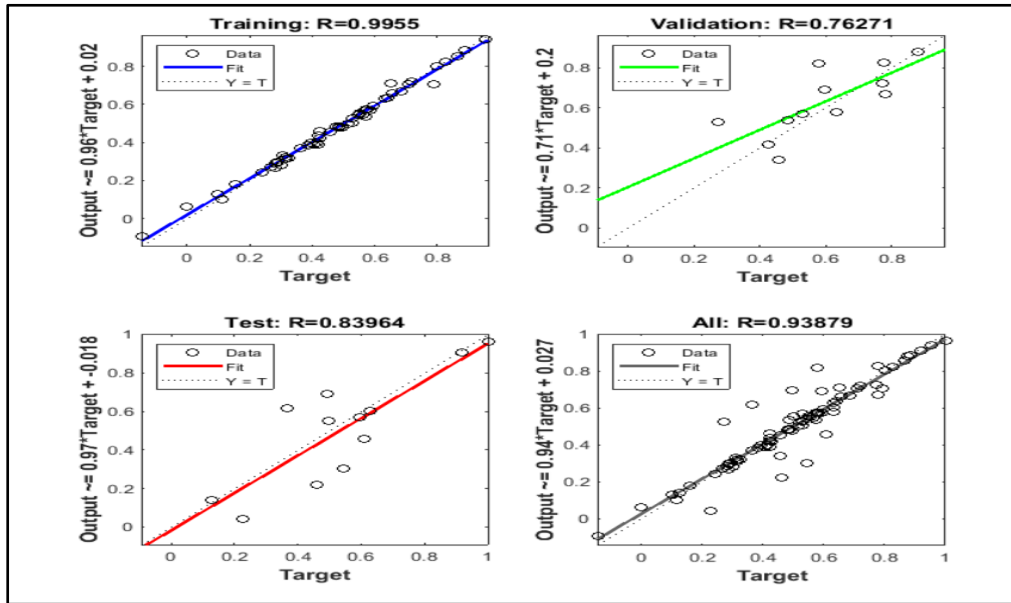 Training: R=0.9955
Output ~= 0.96*Target + 0.02
Data
Fit
Y = T
0.8
0.6
0.4
0.2
0
0 0.2 0.4 0.6 0.8
Target
Validation: R=0.76271
Output ~= 0.71*Target + 0.2
Data
Fit
Y = T
0.8
0.6
0.4
0.2
0
0 0.2 0.4 0.6 0.8
Target
Test: R=0.83964
Output ~= 0.97*Target + -0.018
Data
Fit
Y = T
1
0.8
0.6
0.4
0.2
0
0 0.2 0.4 0.6 0.8 1
Target
All: R=0.93879
Output ~= 0.94*Target + 0.027
Data
Fit
Y = T
1
0.8
0.6
0.4
0.2
0
0 0.2 0.4 0.6 0.8 1
Target